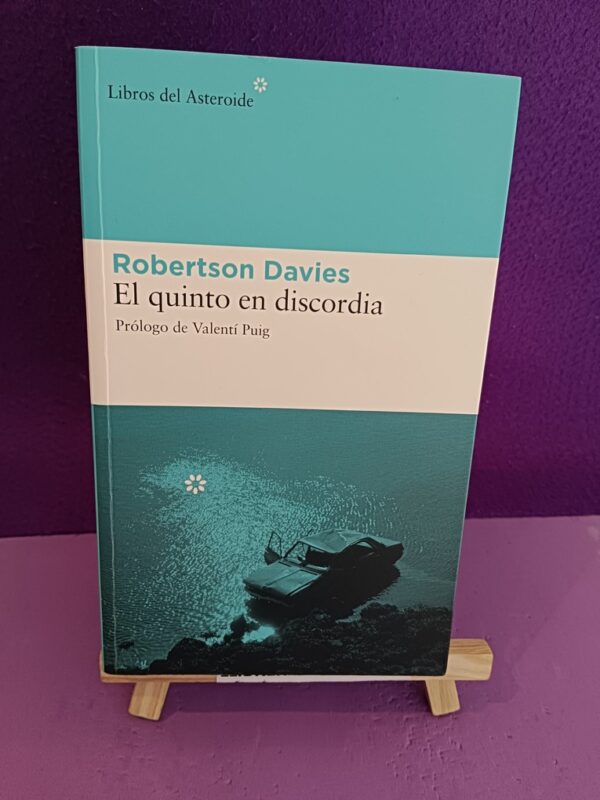 Libros del Asteroide
Robertson Davies
El quinto en discordia
Prólogo de Valentí Puig